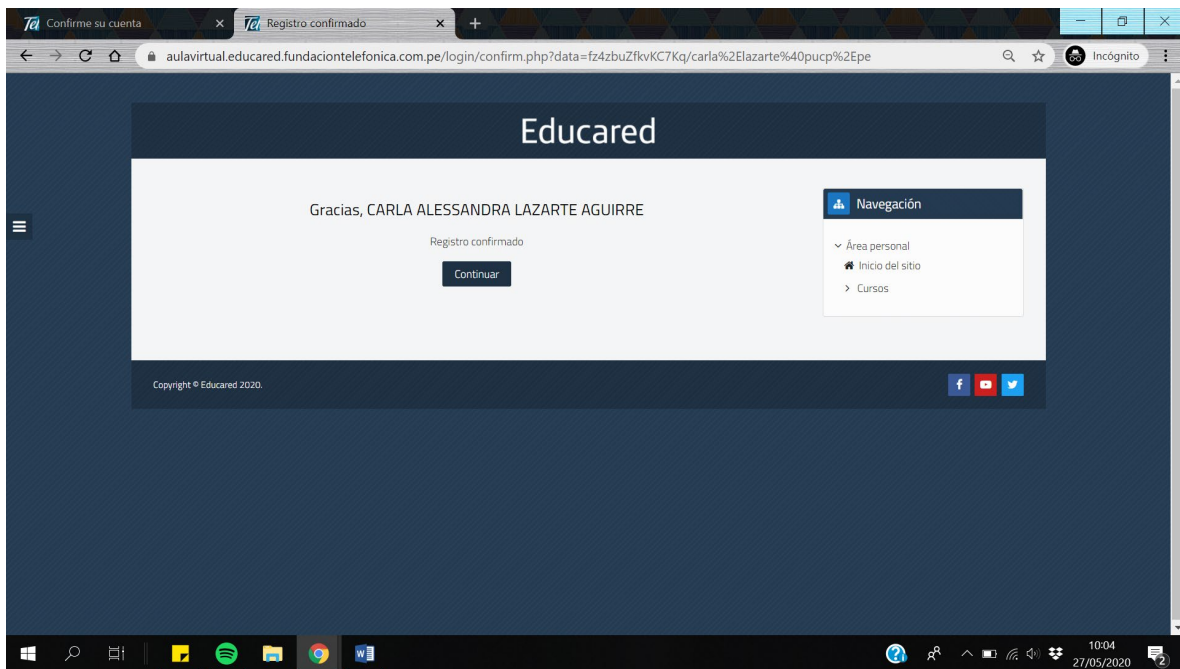 Confirme su cuenta
Registro confirmado
aulavirtual.educared.fundaciontelefonica.com.pe/login/confirm.php?data=fz4zbuZfkvKC7Kq/carla%2Elazarte%40pucp%2Epe
Incógnito
Educared
Gracias, CARLA ALESSANDRA LAZARTE AGUIRRE
Registro confirmado
Continuar
Navegación
Área personal
Inicio del sitio
Cursos
Copyright © Educared 2020.
10:04
27/05/2020
2